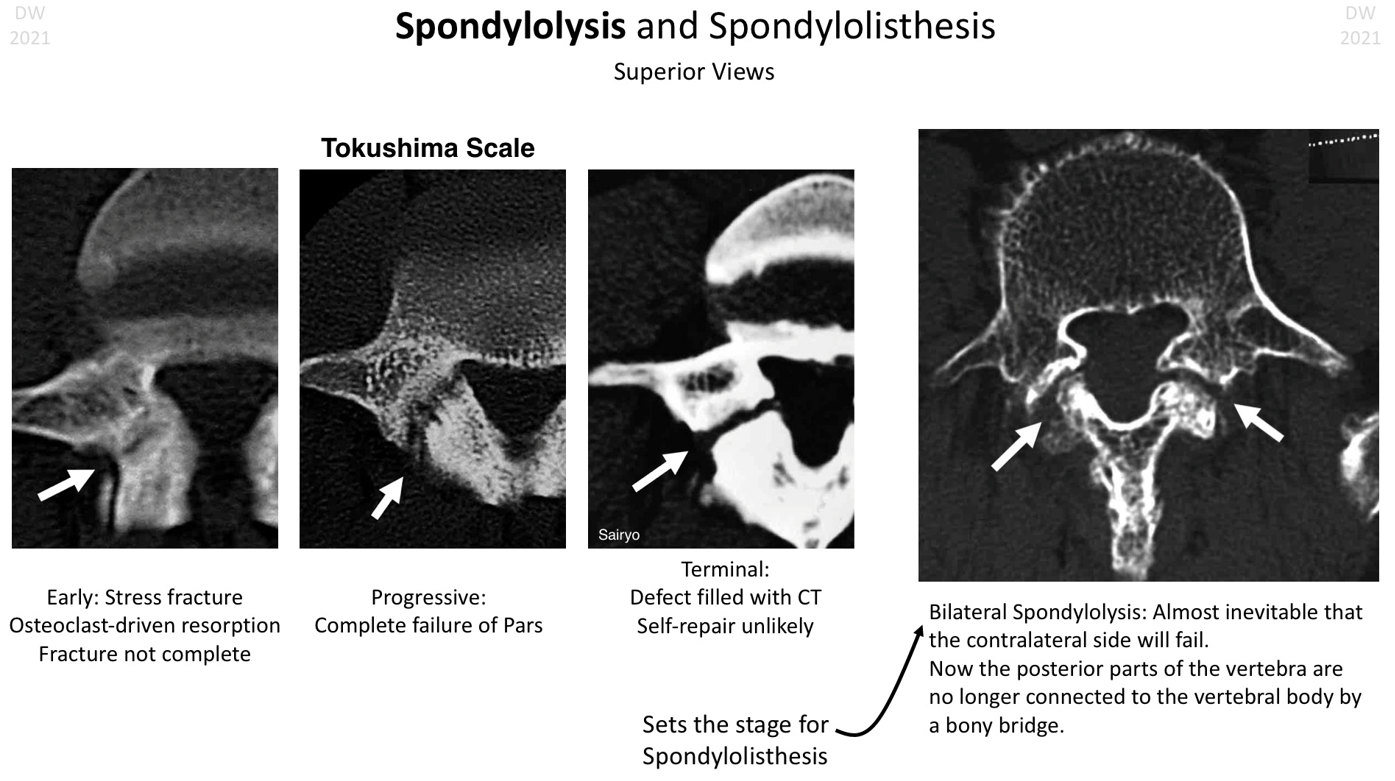 DW
2021
Spondylolysis and Spondylolisthesis
DW
2021
Superior Views
Tokushima Scale
Sairyo
Early: Stress fracture
Osteoclast-driven resorption
Fracture not complete
Progressive:
Complete failure of Pars
Terminal:
Defect filled with CT
Self-repair unlikely
Bilateral Spondylolysis: Almost inevitable that
the contralateral side will fail.
Now the posterior parts of the vertebra are
no longer connected to the vertebral body by
a bony bridge.
Sets the stage for
Spondylolisthesis